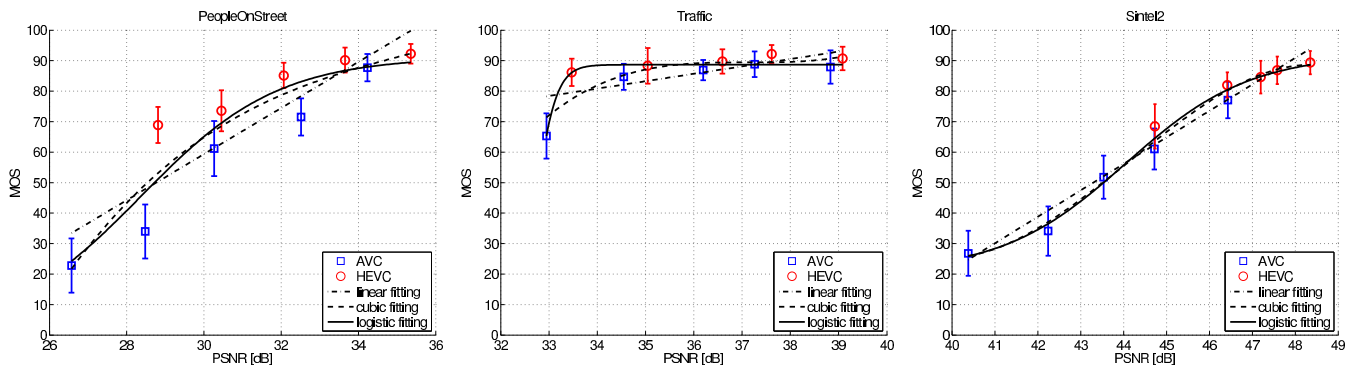 PeopleOnStreet
100
90
80
70
60
50
40
30
20
10
0
MOS
26 28 30 32 34 36
PSNR [dB]
AVC
HEVC
linear fitting
cubic fitting
logistic fitting
Traffic
100
90
80
70
60
50
40
30
20
10
0
MOS
32 33 34 35 36 37 38 39 40
PSNR [dB]
AVC
HEVC
linear fitting
cubic fitting
logistic fitting
Sintel2
100
90
80
70
60
50
40
30
20
10
0
MOS
40 41 42 43 44 45 46 47 48 49
PSNR [dB]
AVC
HEVC
linear fitting
cubic fitting
logistic fitting